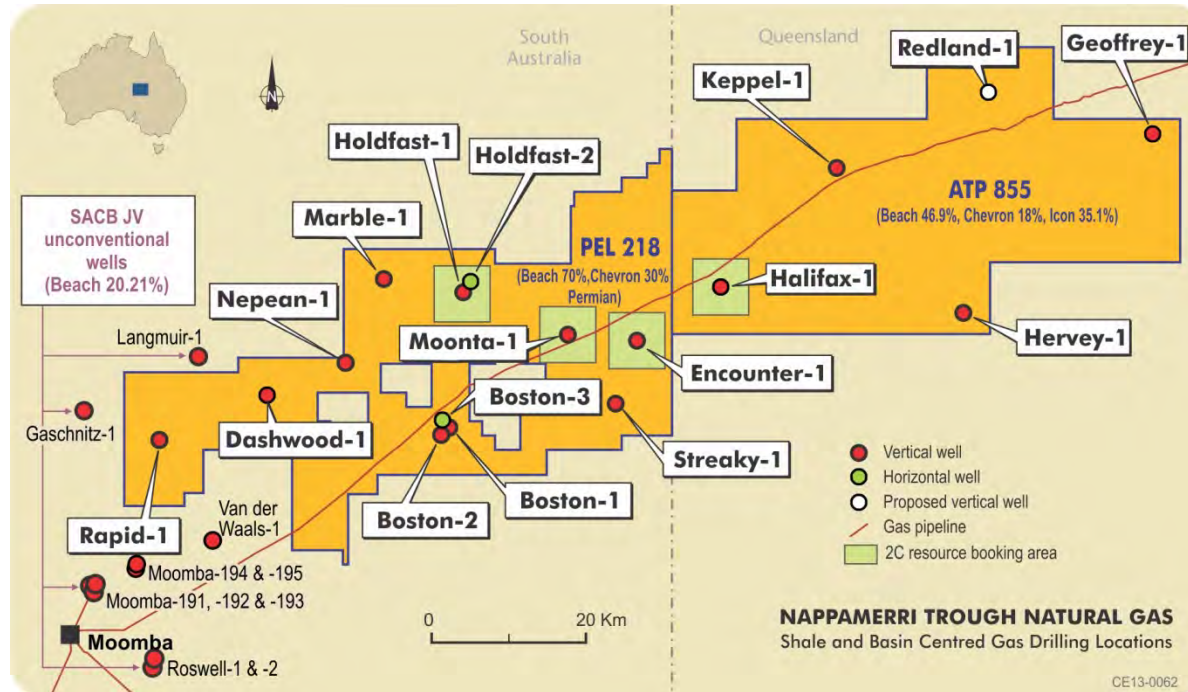 South
Australia
Queensland
Redland-1
Geoffrey-1
Keppel-1
N
Holdfast-1
Holdfast-2
ATP 855
(Beach 46.9%, Chevron 18%, Icon 35.1%)
SACB JV
unconventional
wells
(Beach 20.21%)
Marble-1
PEL 218
(Beach 70%,Chevron 30%
Permian)
Halifax-1
Nepean-1
Hervey-1
Langmuir-1
Moonta-1
Encounter-1
Boston-3
Gaschnitz-1
Dashwood-1
Streaky-1
Vertical well
Horizontal well
Proposed vertical well
Gas pipeline
2C resource booking area
Boston-1
Boston-2
Van der
Waals-1
Rapid-1
Moomba-194 & -195
Moomba-191, -192 & -193
0
20 Km
Moomba
Roswell-1 & -2
NAPPAMERRI TROUGH NATURAL GAS
Shale and Basin Centred Gas Drilling Locations
CE13-0062